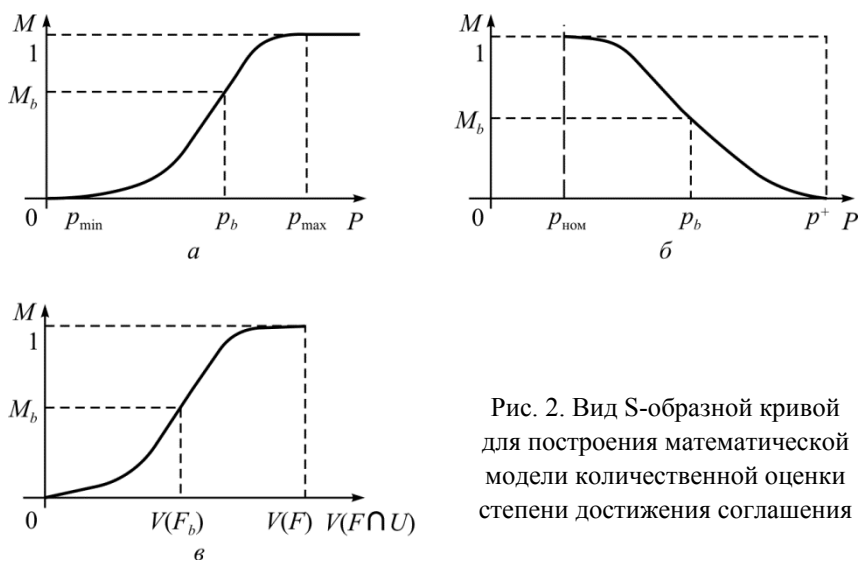 M
1
M_b
0
p_min p_b p_max P
а
M
1
M_b
0
p_ном p_b p⁺ P
б
M
1
M_b
0
V(F_b) V(F) V(F∩U)
в
Рис. 2. Вид S-образной кривой
для построения математической
модели количественной оценки
степени достижения соглашения